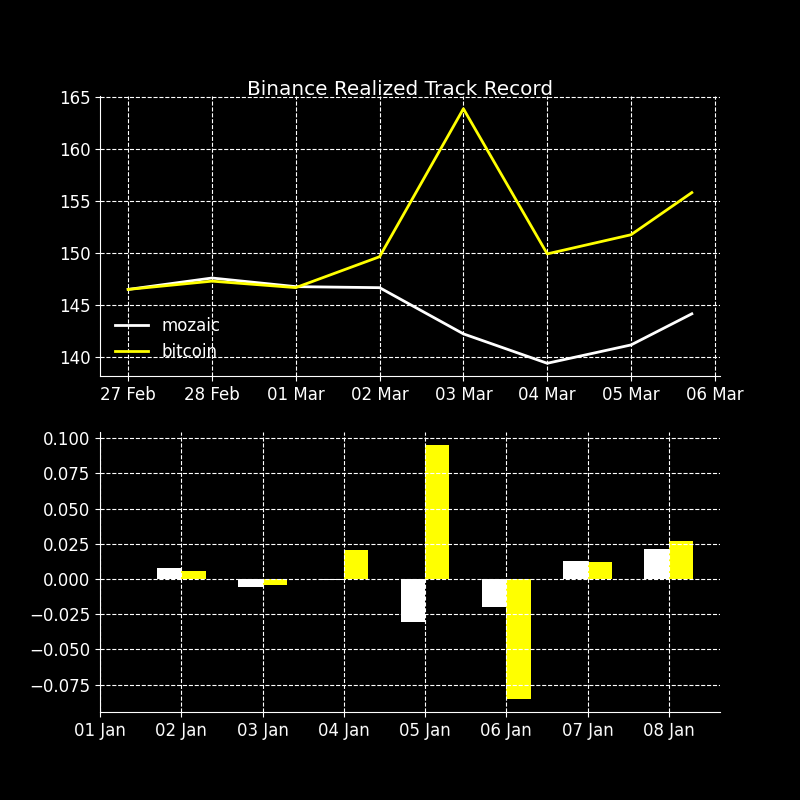 Binance Realized Track Record
165
160
155
150
145
140
mozaic
bitcoin
27 Feb 28 Feb 01 Mar 02 Mar 03 Mar 04 Mar 05 Mar 06 Mar
0.100
0.075
0.050
0.025
0.000
−0.025
−0.050
−0.075
01 Jan 02 Jan 03 Jan 04 Jan 05 Jan 06 Jan 07 Jan 08 Jan